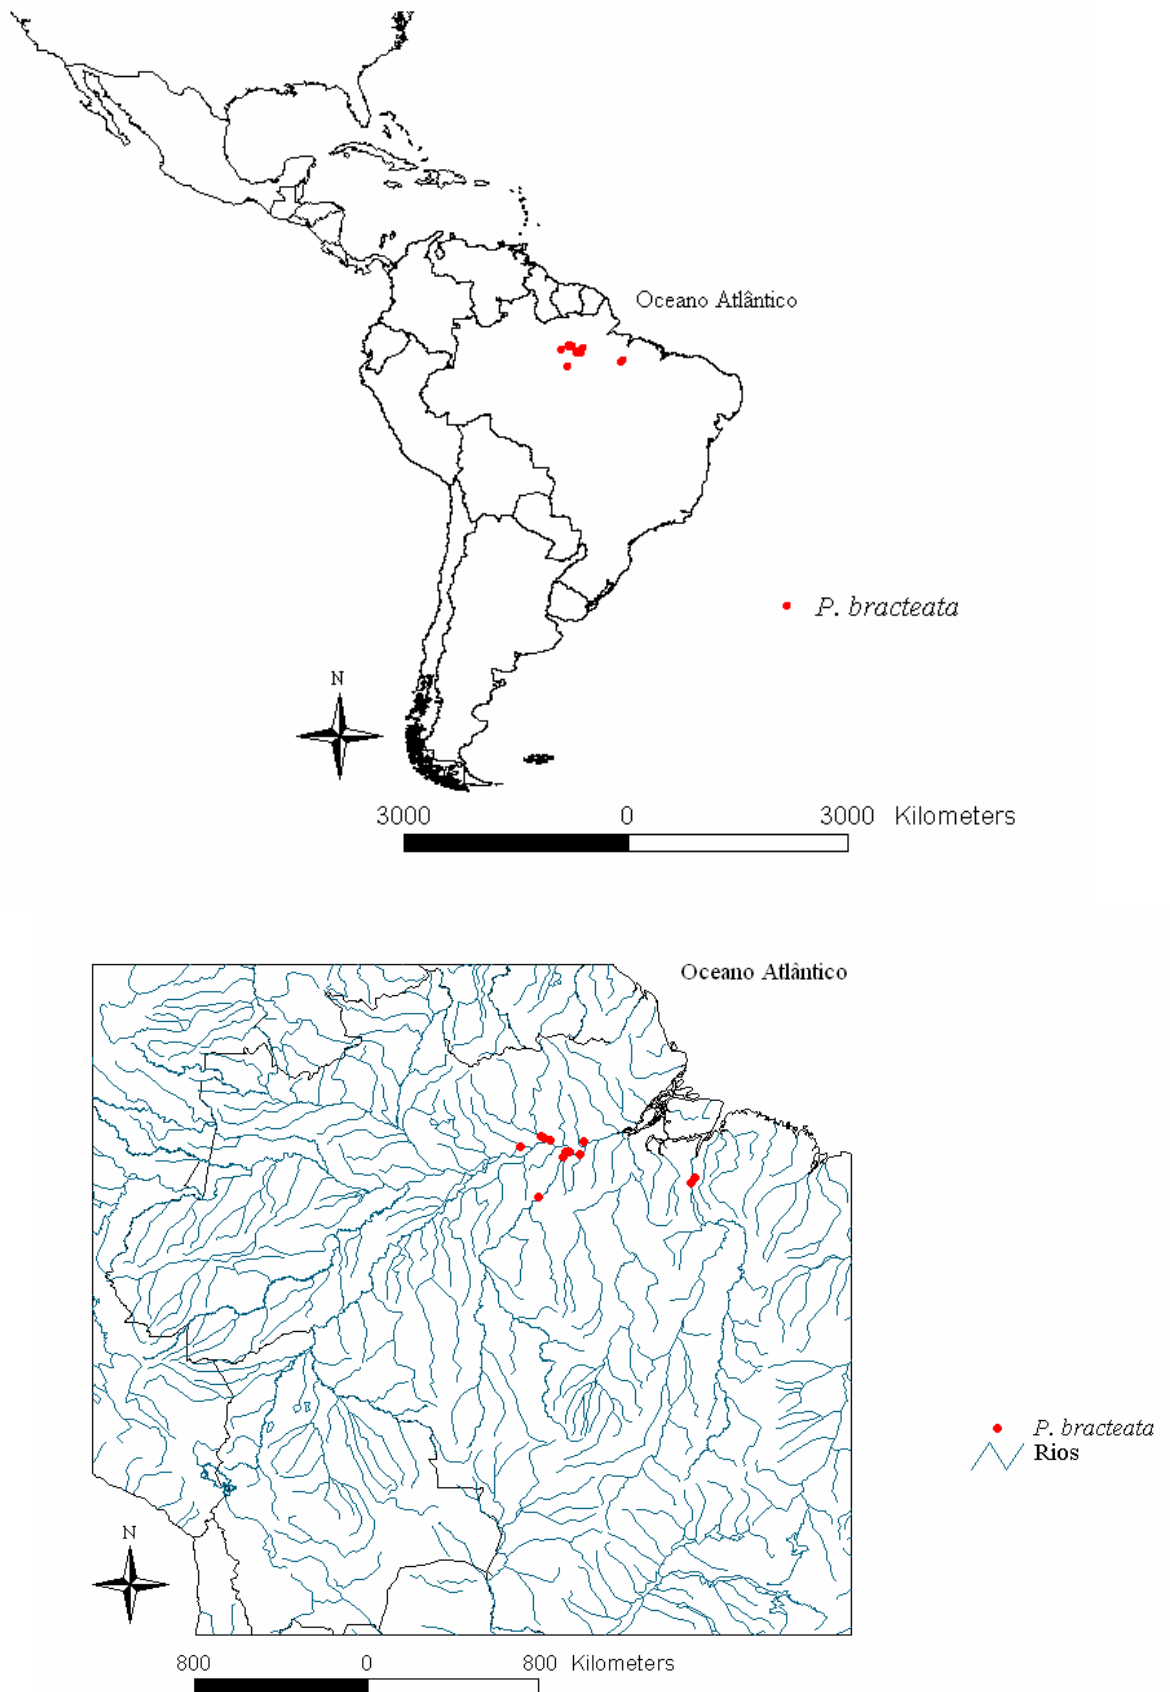 Oceano Atlântico
P. bracteata
N
3000 0 3000 Kilometers
Oceano Atlântico
P. bracteata
Rios
N
800 0 800 Kilometers